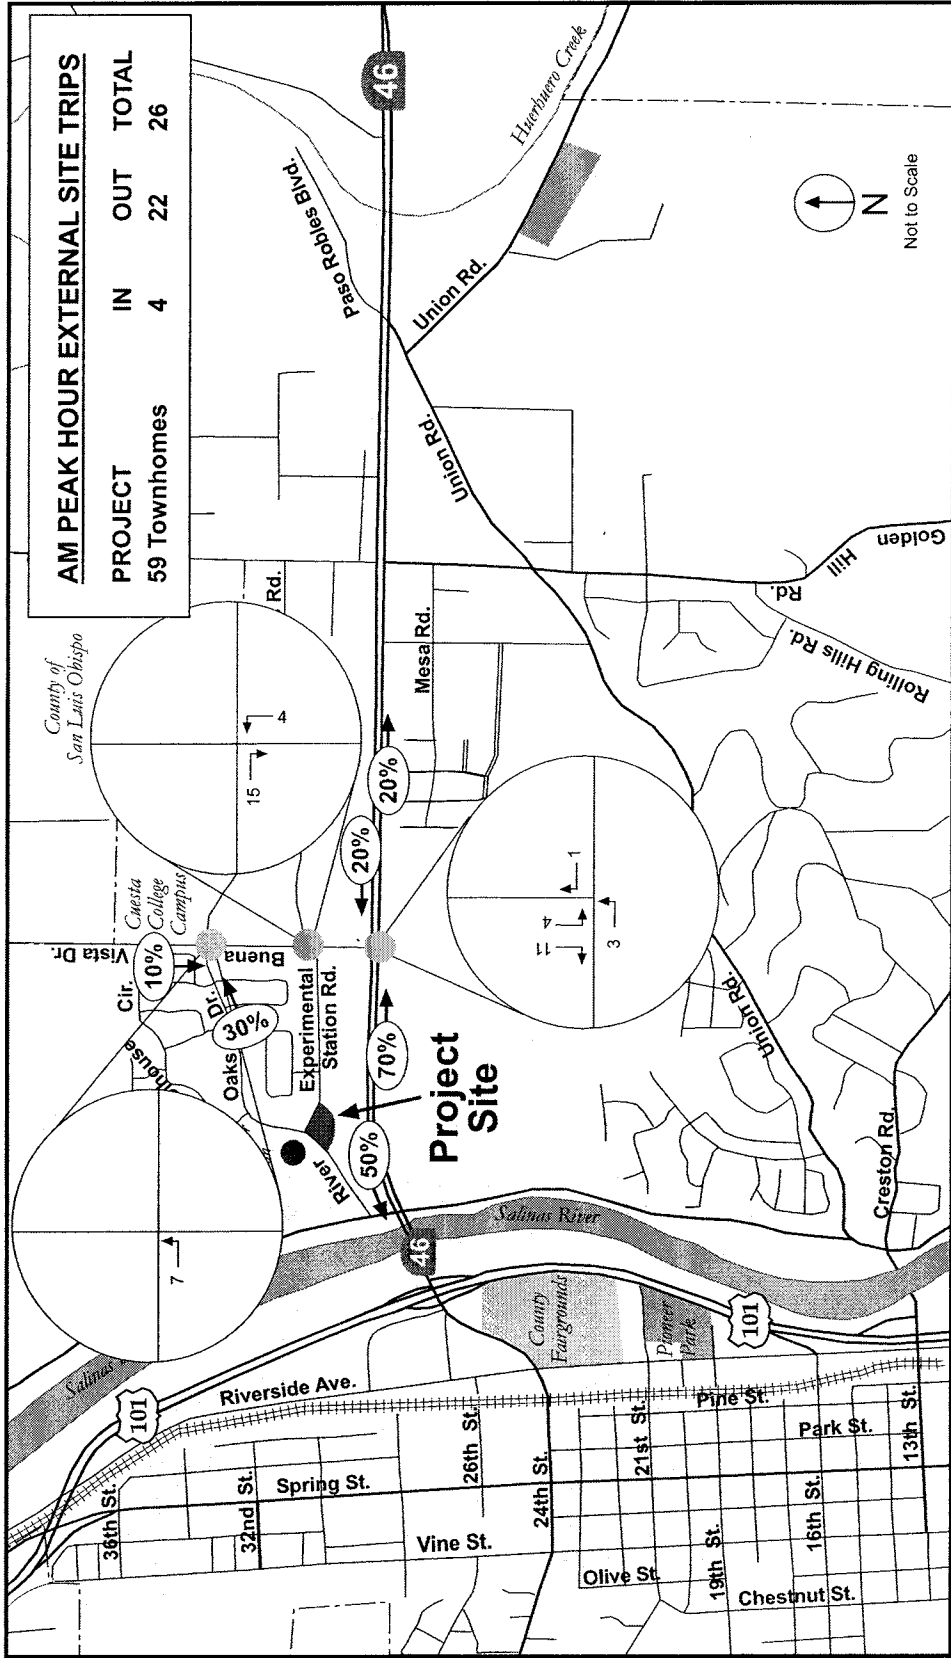 AM PEAK HOUR EXTERNAL SITE TRIPS
PROJECT IN OUT TOTAL
59 Townhomes 4 22 26
County of
San Luis Obispo
Cuesta
College
Campus
Vista Dr.
Buena
Cir.
10%
Dr.
Oaks
30%
Experimental
Station Rd.
Rd.
River
Project
Site
7
15
4
11
4
1
3
50%
70%
20%
20%
46
46
Mesa Rd.
Paso Robles Blvd.
Huerhuero Creek
Union Rd.
Union Rd.
Union Rd.
Golden
Hill
Rd.
Rolling Hills Rd.
Creston Rd.
N
Not to Scale
Salinas River
Salinas
101
101
County
Fairgrounds
Pioneer
Park
Riverside Ave.
Pine St.
Park St.
Spring St.
Vine St.
Olive St.
Chestnut St.
36th St.
32nd St.
26th St.
24th St.
21st St.
19th St.
16th St.
13th St.